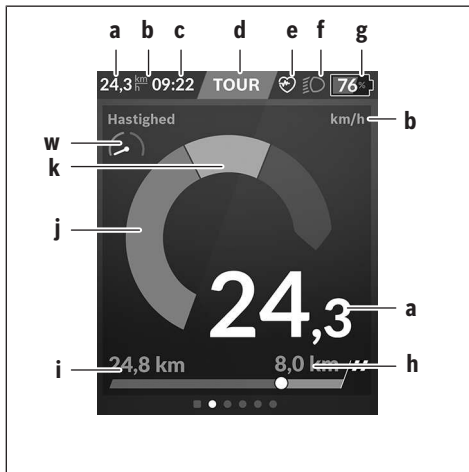 a b c d e f g
24,3 km/h 09:22 TOUR 76%
Hastighed km/h b
w
k
j
24,3 a
i 24,8 km 8,0 km h